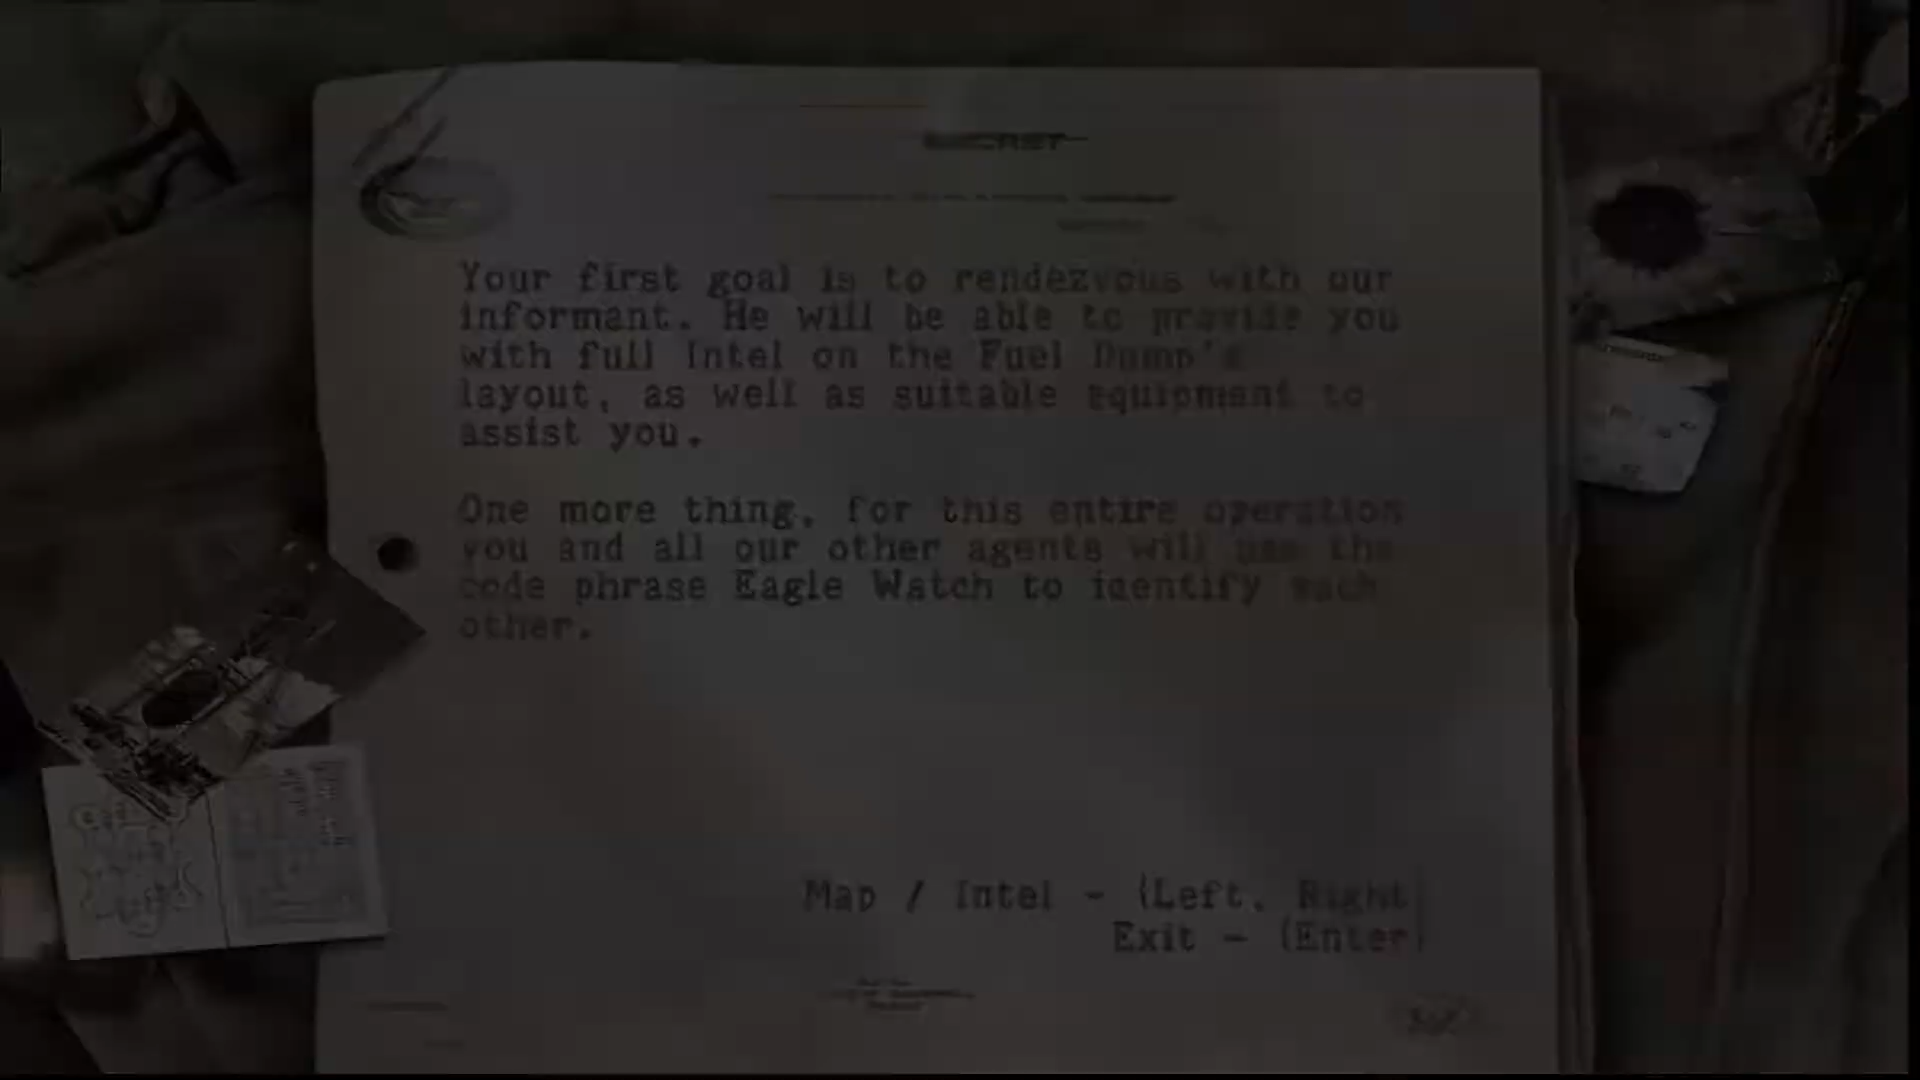 SECRET
Your first goal is to rendezvous with our
informant. He will be able to provide you
with full Intel on the Fuel Dump's
layout, as well as suitable equipment to
assist you.
One more thing, for this entire operation
you and all our other agents will use the
code phrase Eagle Watch to identify each
other.
Map / Intel - (Left, Right
Exit - (Enter)